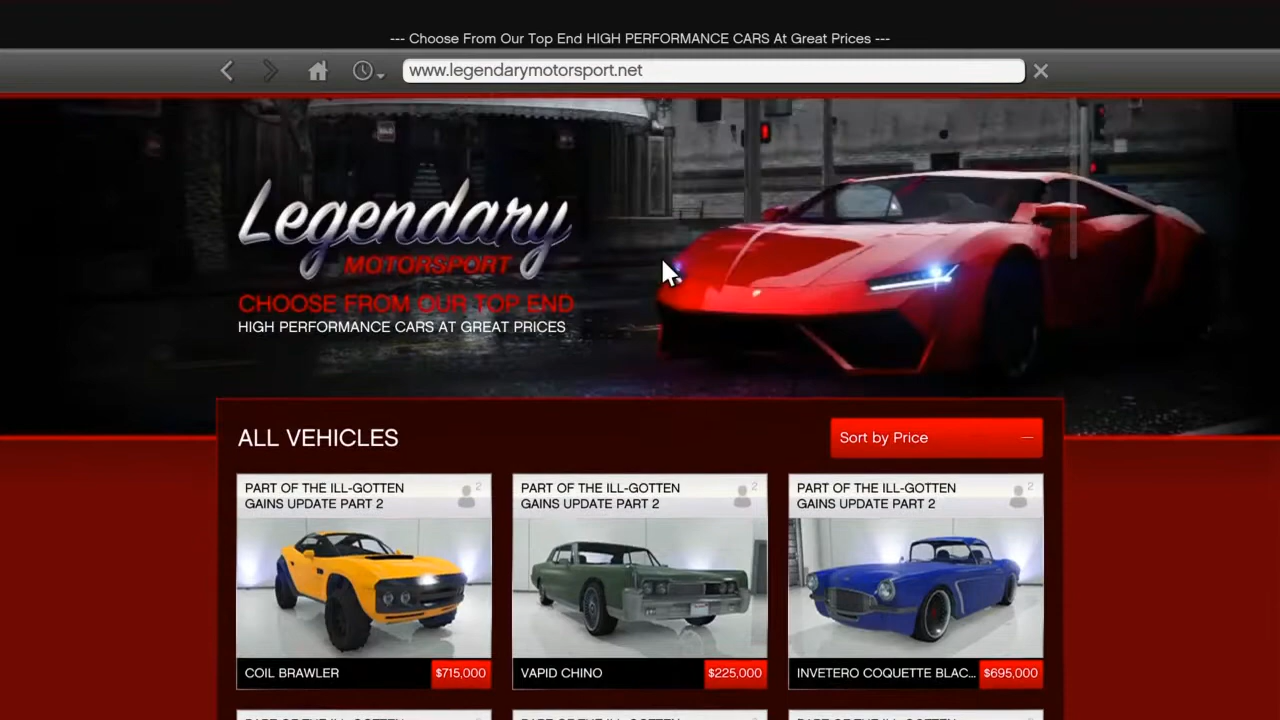 --- Choose From Our Top End HIGH PERFORMANCE CARS At Great Prices ---
www.legendarymotorsport.net
Legendary
MOTORSPORT
CHOOSE FROM OUR TOP END
HIGH PERFORMANCE CARS AT GREAT PRICES
ALL VEHICLES
Sort by Price
PART OF THE ILL-GOTTEN
GAINS UPDATE PART 2
2
COIL BRAWLER
$715,000
PART OF THE ILL-GOTTEN
GAINS UPDATE PART 2
2
VAPID CHINO
$225,000
PART OF THE ILL-GOTTEN
GAINS UPDATE PART 2
2
INVETERO COQUETTE BLAC...
$695,000